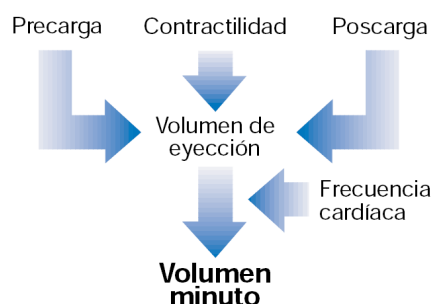 Precarga
Contractilidad
Poscarga
Volumen de
eyección
Frecuencia
cardíaca
Volumen
minuto